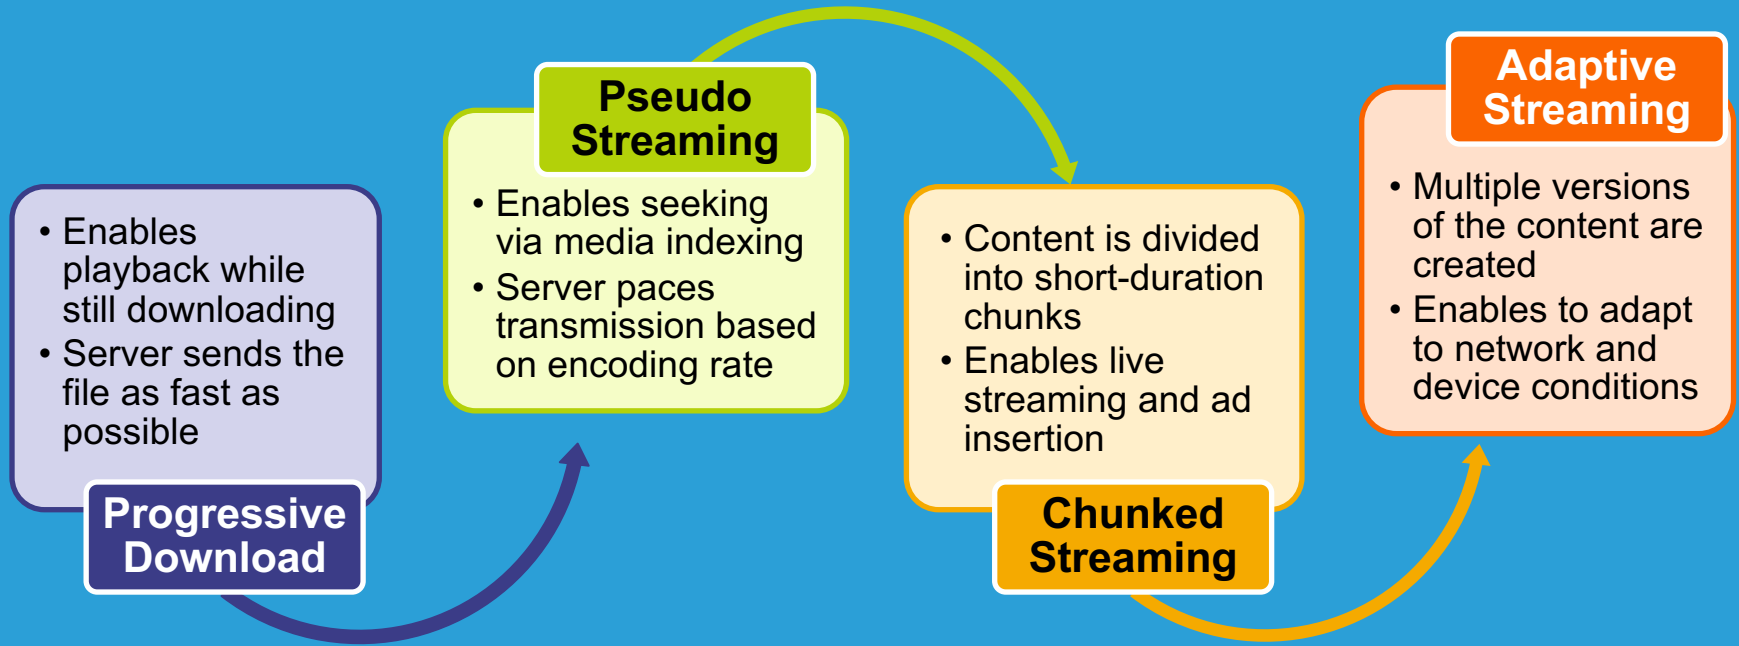 • Enables
playback while
still downloading
• Server sends the
file as fast as
possible
Progressive
Download
Pseudo
Streaming
• Enables seeking
via media indexing
• Server paces
transmission based
on encoding rate
• Content is divided
into short-duration
chunks
• Enables live
streaming and ad
insertion
Chunked
Streaming
Adaptive
Streaming
• Multiple versions
of the content are
created
• Enables to adapt
to network and
device conditions